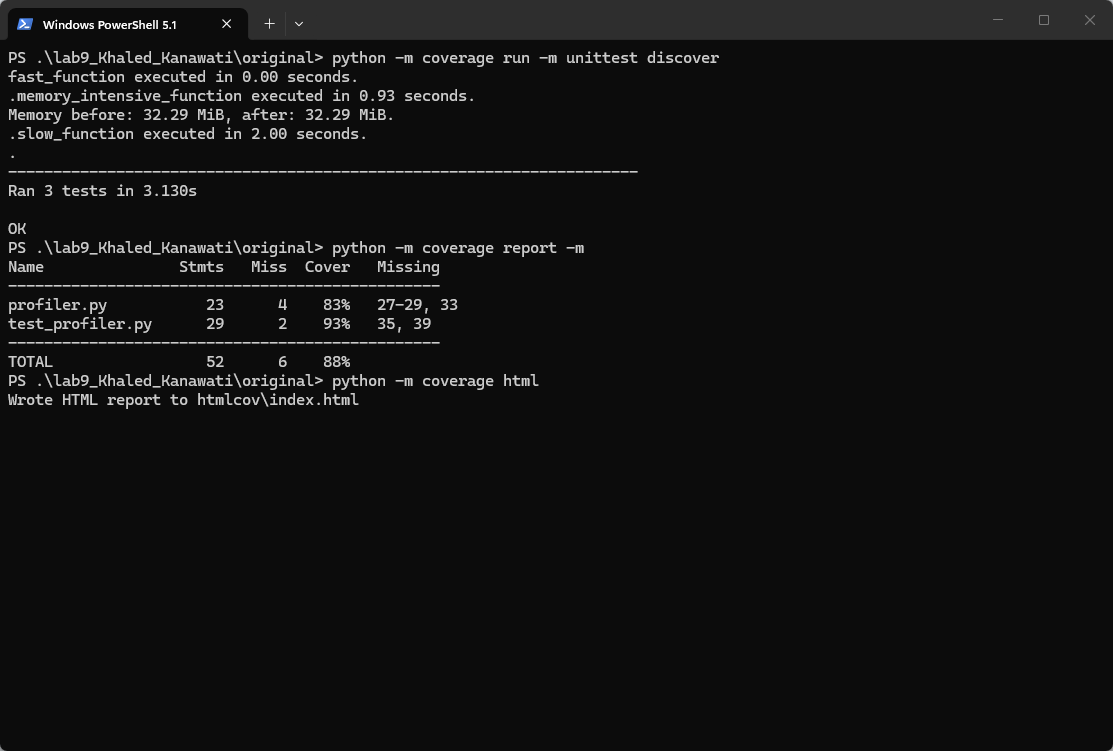 Windows PowerShell 5.1
PS .\lab9_Khaled_Kanawati\original> python -m coverage run -m unittest discover
fast_function executed in 0.00 seconds.
.memory_intensive_function executed in 0.93 seconds.
Memory before: 32.29 MiB, after: 32.29 MiB.
.slow_function executed in 2.00 seconds.
.
----------------------------------------------------------------------
Ran 3 tests in 3.130s

OK
PS .\lab9_Khaled_Kanawati\original> python -m coverage report -m
Name               Stmts   Miss  Cover   Missing
------------------------------------------------
profiler.py           23      4    83%   27-29, 33
test_profiler.py      29      2    93%   35, 39
------------------------------------------------
TOTAL                 52      6    88%
PS .\lab9_Khaled_Kanawati\original> python -m coverage html
Wrote HTML report to htmlcov\index.html